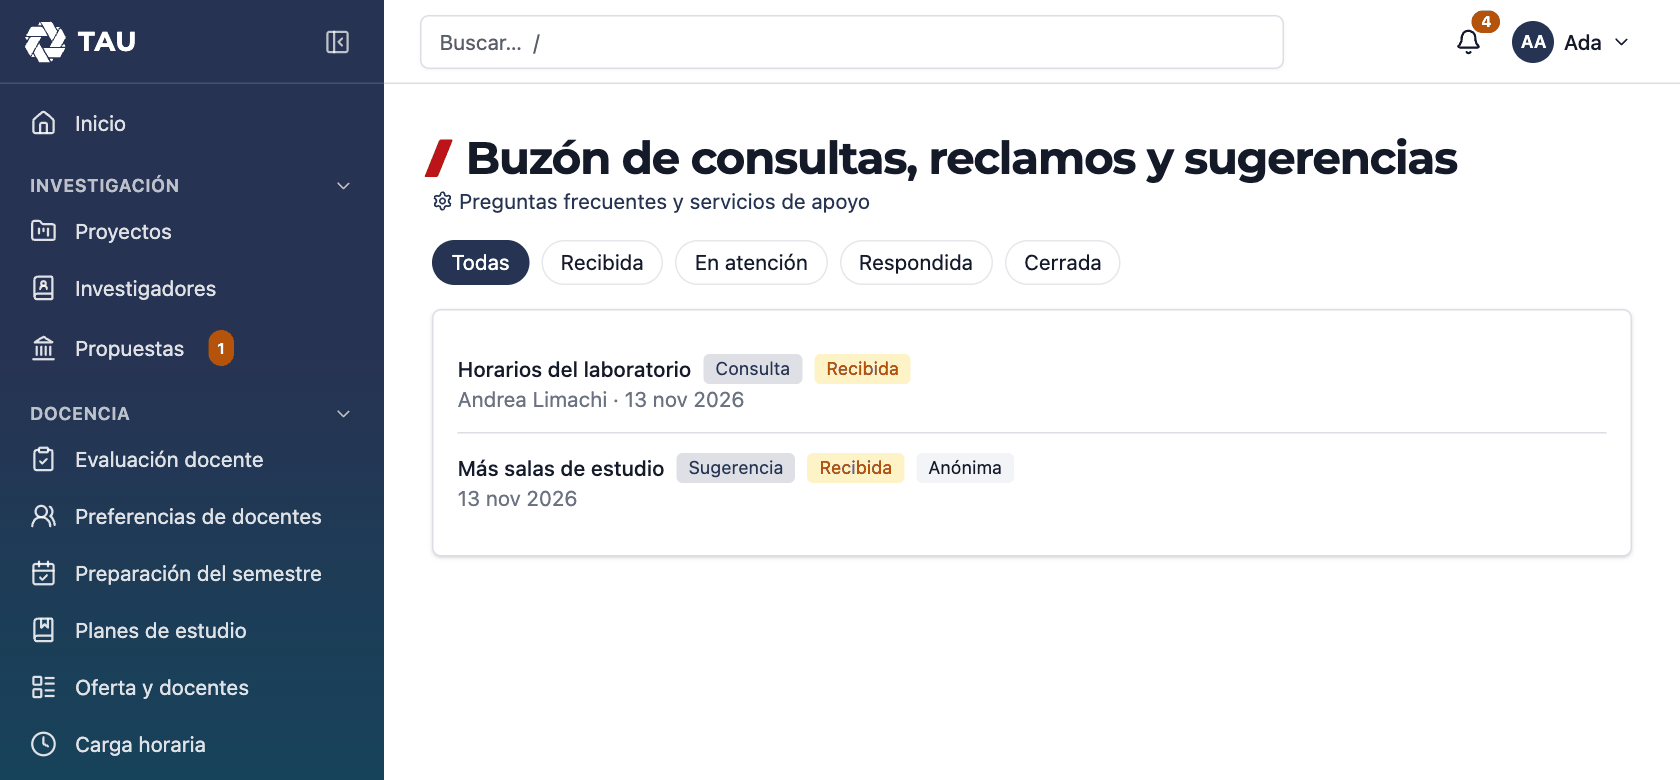 TAU
Buscar... /
4
AA Ada
Inicio
INVESTIGACIÓN
Proyectos
Investigadores
Propuestas 1
DOCENCIA
Evaluación docente
Preferencias de docentes
Preparación del semestre
Planes de estudio
Oferta y docentes
Carga horaria
Buzón de consultas, reclamos y sugerencias
Preguntas frecuentes y servicios de apoyo
Todas Recibida En atención Respondida Cerrada
Horarios del laboratorio Consulta Recibida
Andrea Limachi · 13 nov 2026
Más salas de estudio Sugerencia Recibida Anónima
13 nov 2026